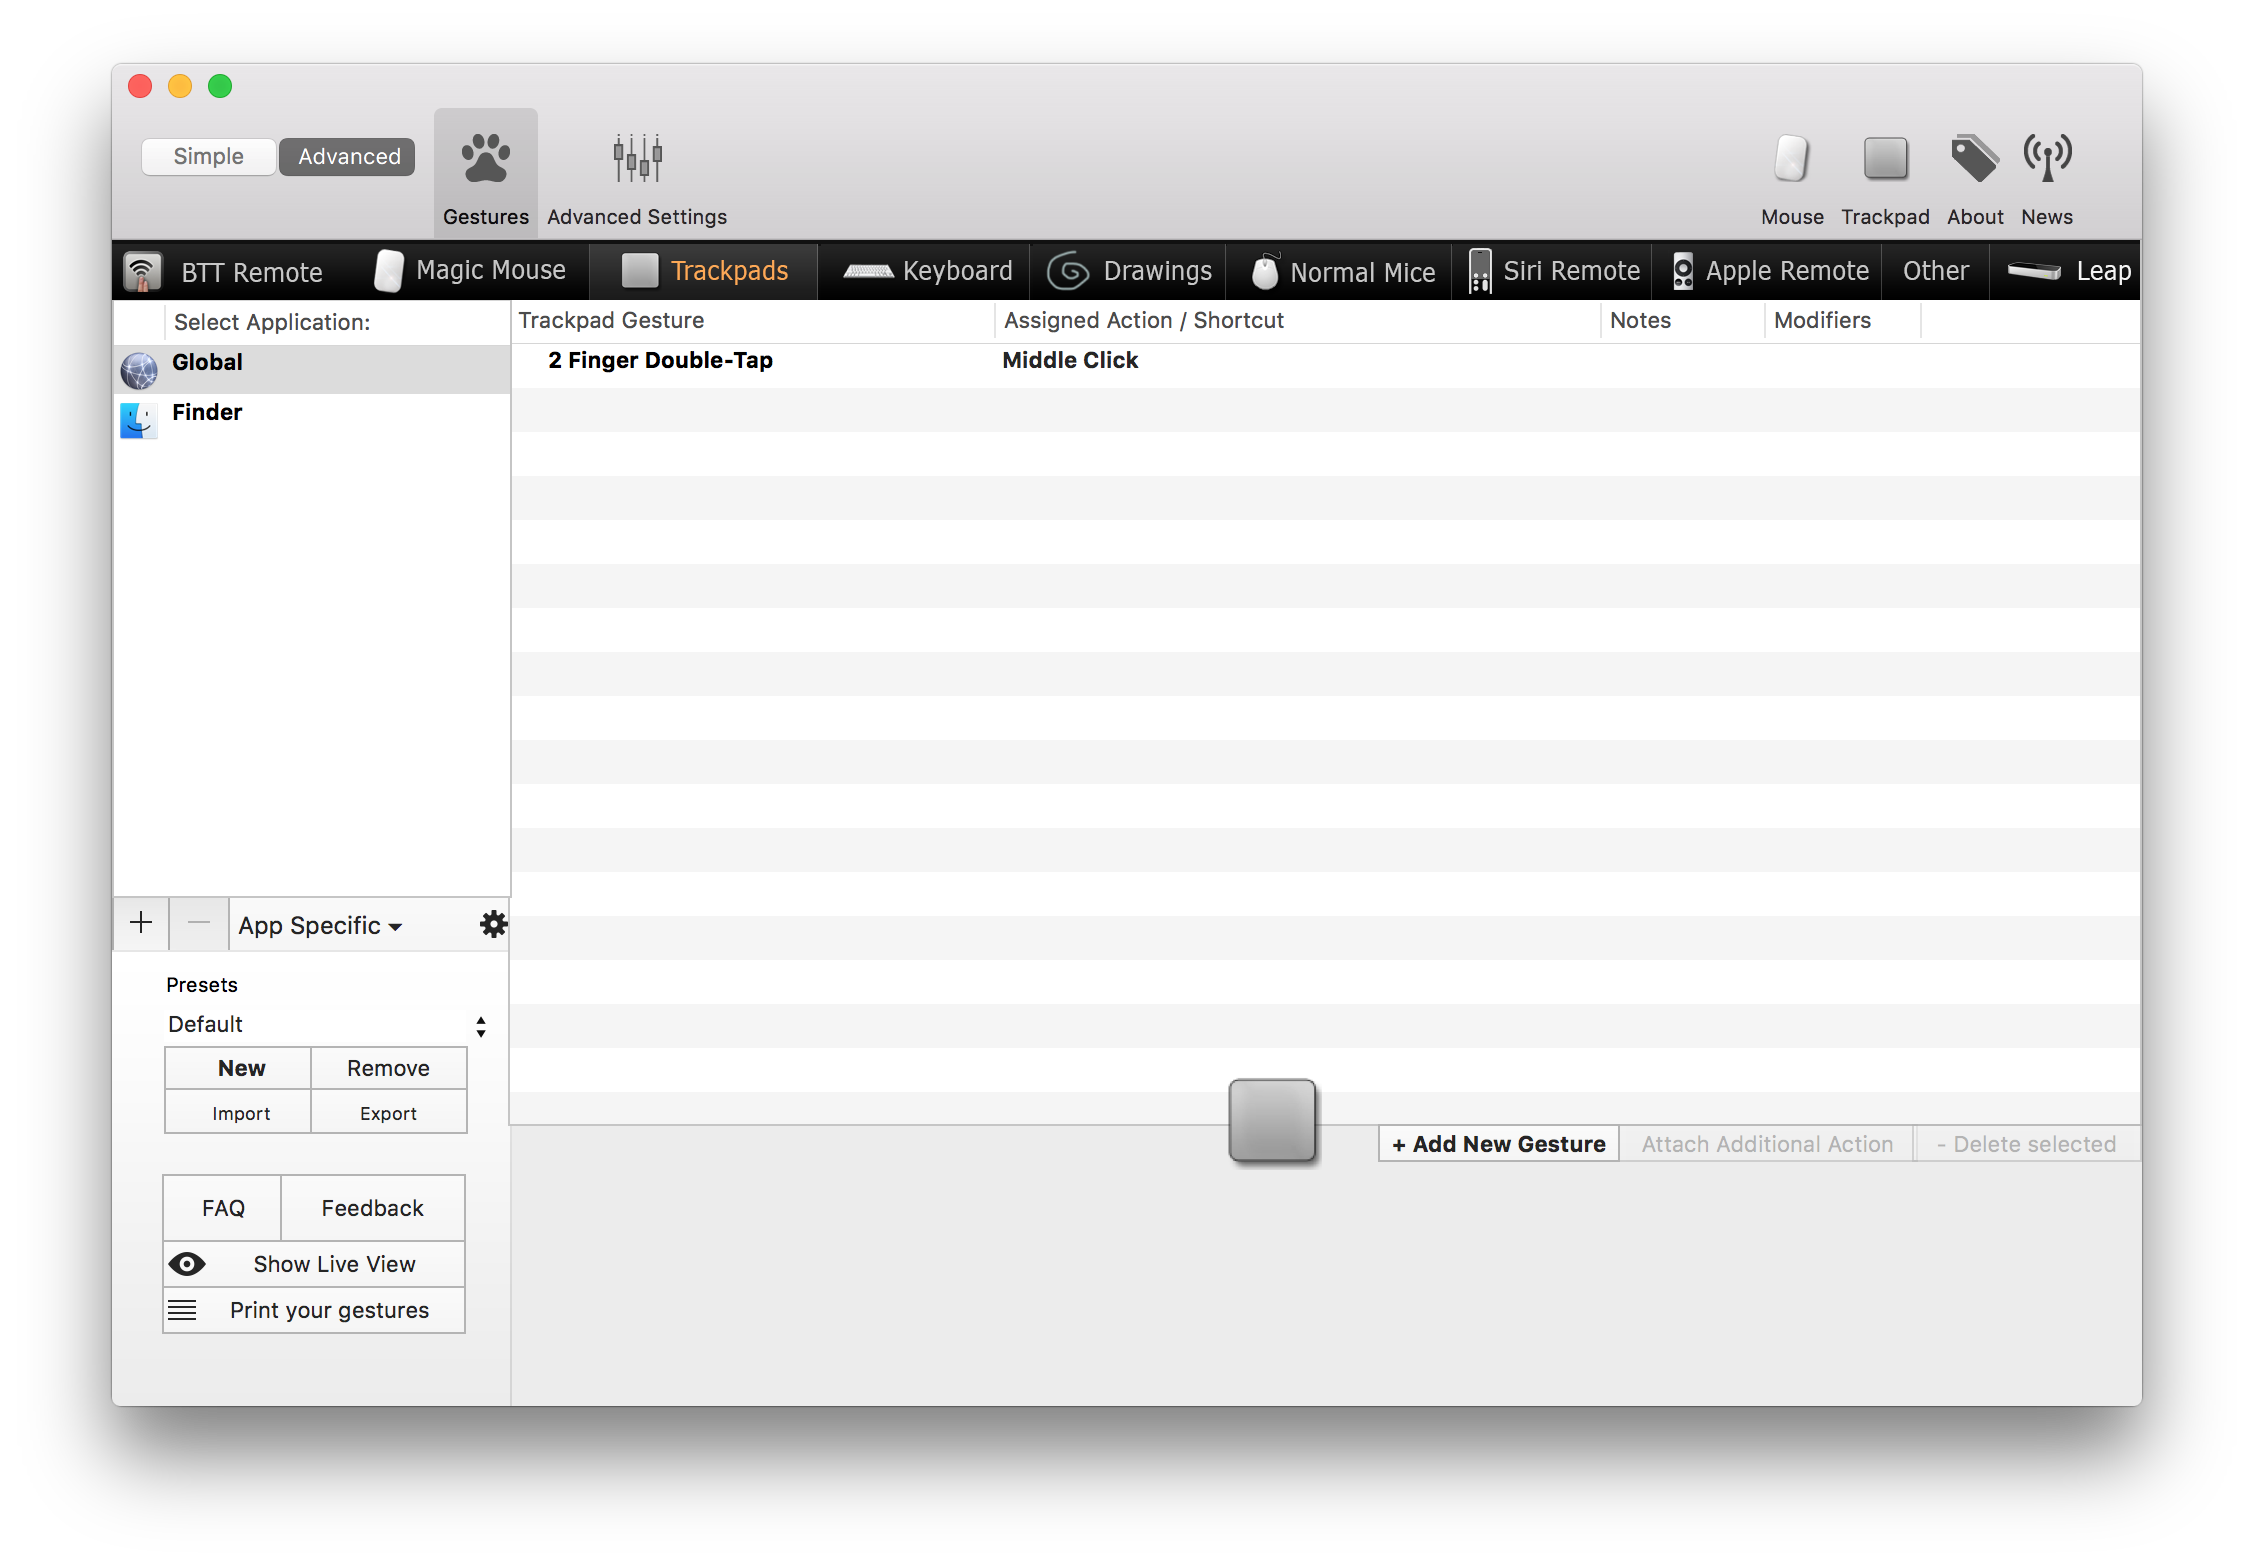 Simple Advanced
Gestures Advanced Settings Mouse Trackpad About News
BTT Remote Magic Mouse Trackpads Keyboard Drawings Normal Mice Siri Remote Apple Remote Other Leap
Select Application: Trackpad Gesture Assigned Action / Shortcut Notes Modifiers
Global 2 Finger Double-Tap Middle Click
Finder
+ − App Specific
Presets
Default
New Remove
Import Export
+ Add New Gesture Attach Additional Action - Delete selected
FAQ Feedback
Show Live View
Print your gestures